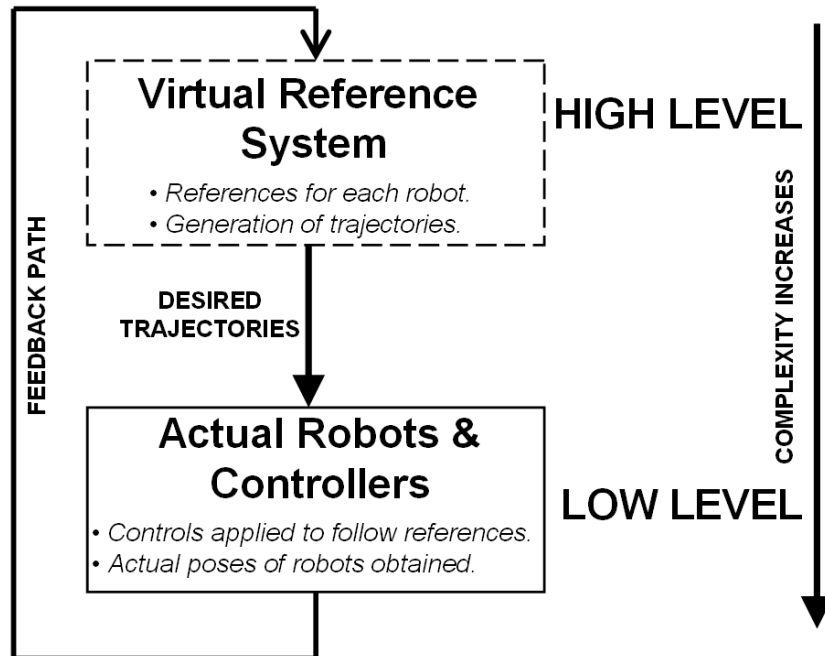 Virtual Reference
System
• References for each robot.
• Generation of trajectories.
HIGH LEVEL
DESIRED
TRAJECTORIES
FEEDBACK PATH
COMPLEXITY INCREASES
Actual Robots &
Controllers
• Controls applied to follow references.
• Actual poses of robots obtained.
LOW LEVEL